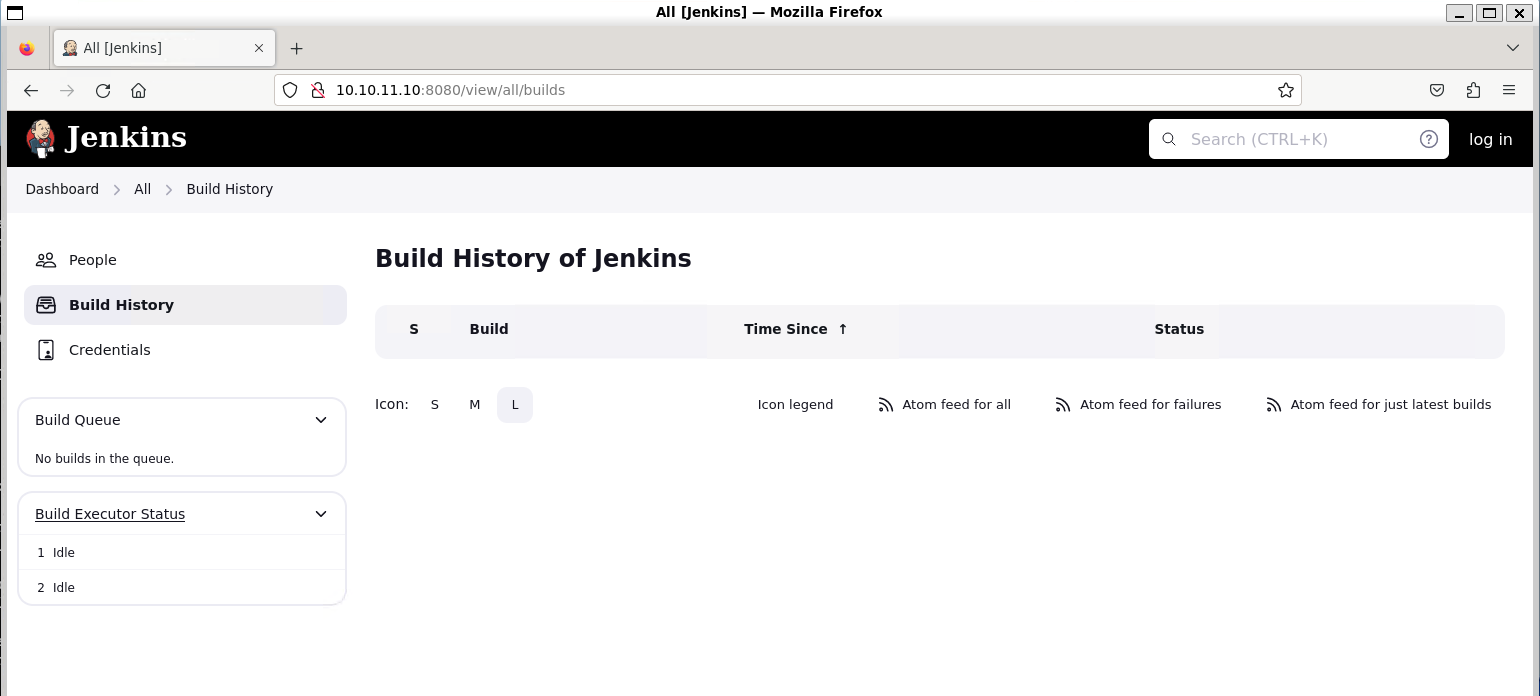 All [Jenkins] — Mozilla Firefox
All [Jenkins]
10.10.11.10:8080/view/all/builds
Jenkins
Search (CTRL+K)
log in
Dashboard All Build History
People
Build History
Credentials
Build Queue
No builds in the queue.
Build Executor Status
1 Idle
2 Idle
Build History of Jenkins
S Build Time Since ↑ Status
Icon: S M L Icon legend Atom feed for all Atom feed for failures Atom feed for just latest builds